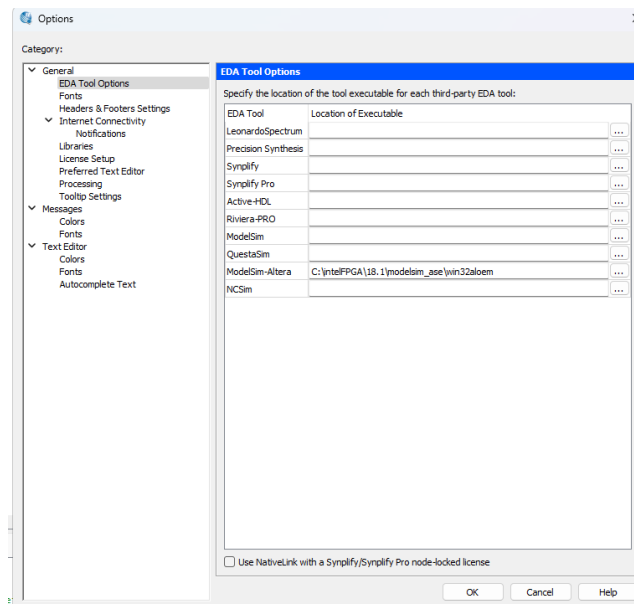 Options
Category:
General
EDA Tool Options
Fonts
Headers & Footers Settings
Internet Connectivity
Notifications
Libraries
License Setup
Preferred Text Editor
Processing
Tooltip Settings
Messages
Colors
Fonts
Text Editor
Colors
Fonts
Autocomplete Text
EDA Tool Options
Specify the location of the tool executable for each third-party EDA tool:
EDA Tool Location of Executable
LeonardoSpectrum ...
Precision Synthesis ...
Synplify ...
Synplify Pro ...
Active-HDL ...
Riviera-PRO ...
ModelSim ...
QuestaSim ...
ModelSim-Altera C:\intelFPGA\18.1\modelsim_ase\win32aloem ...
NCSim ...
Use NativeLink with a Synplify/Synplify Pro node-locked license
OK Cancel Help